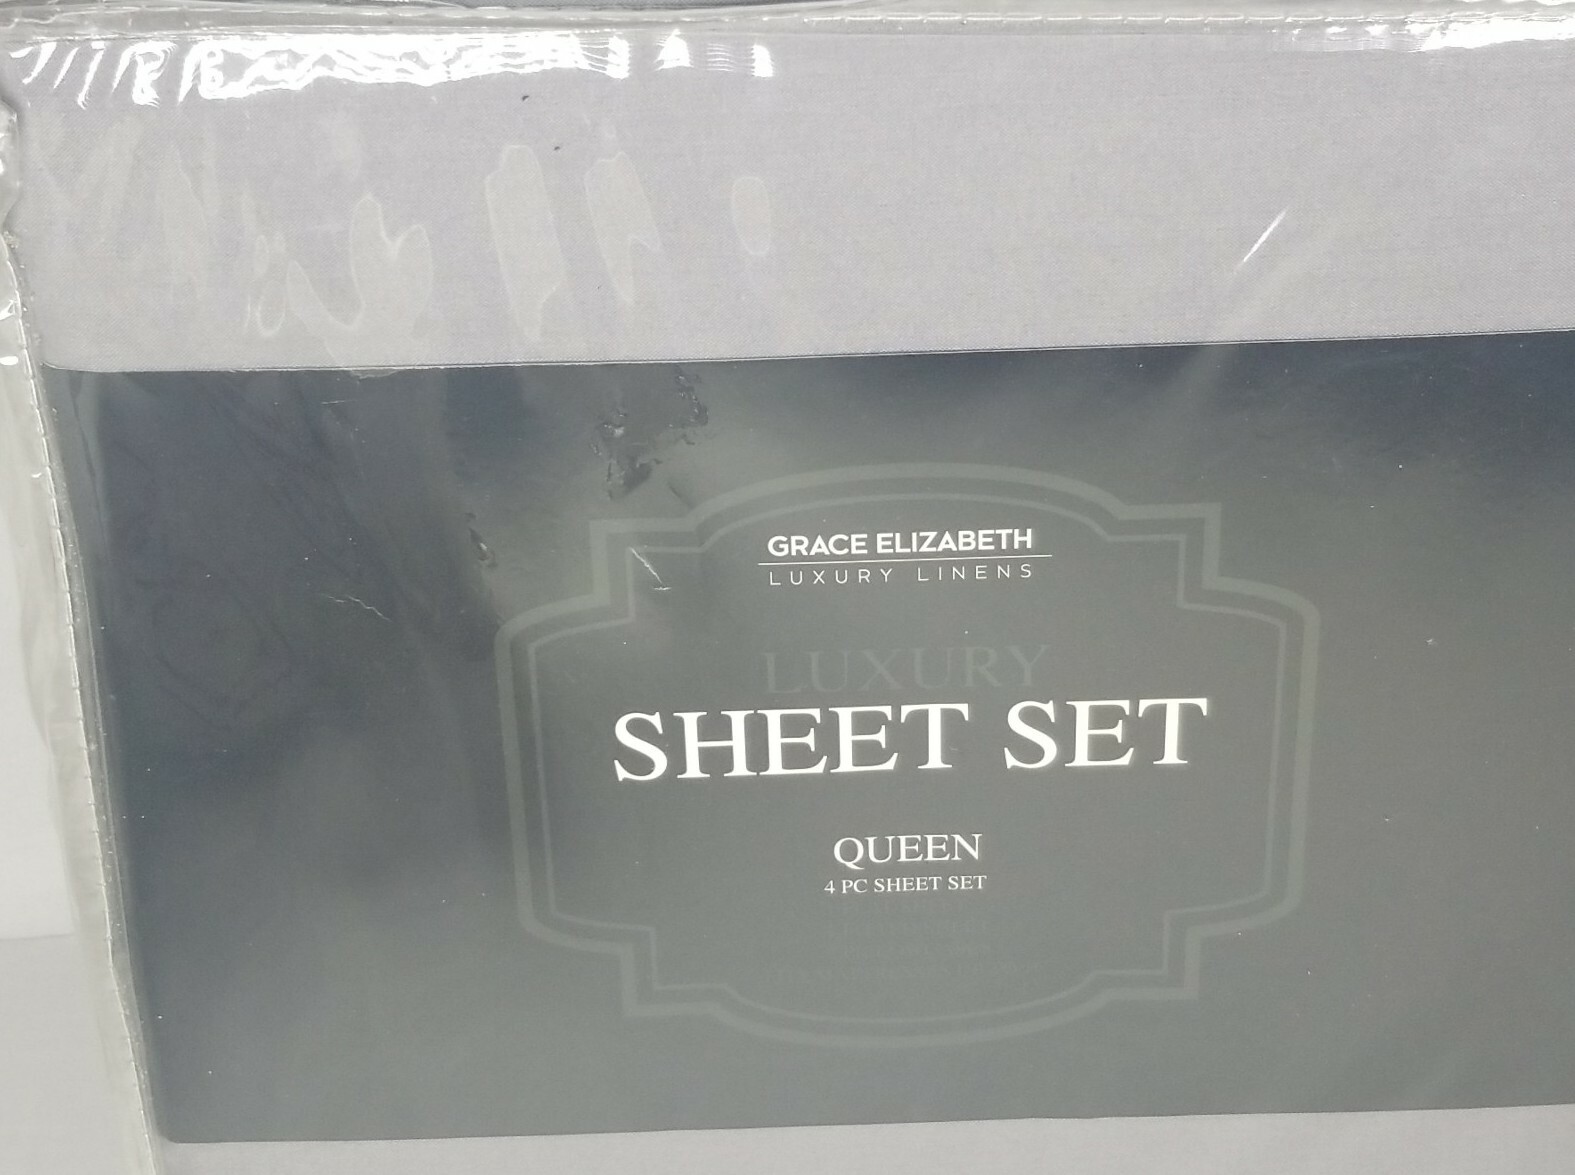 GRACE ELIZABETH
LUXURY LINENS
LUXURY
SHEET SET
QUEEN
4 PC SHEET SET